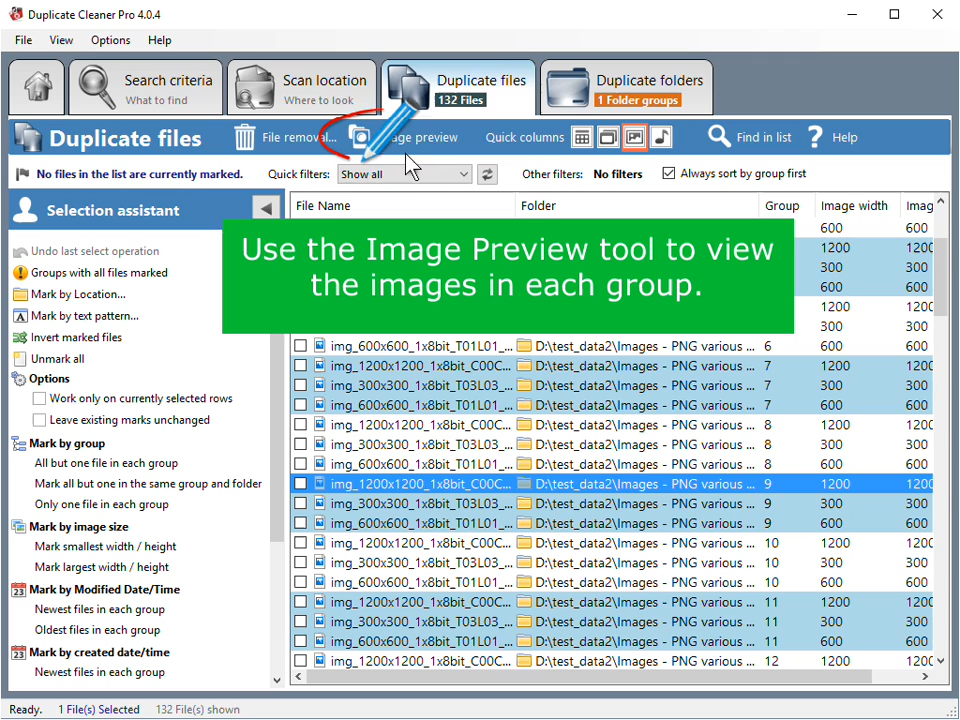 Duplicate Cleaner Pro 4.0.4
File View Options Help
Search criteria
What to find
Scan location
Where to look
Duplicate files
132 Files
Duplicate folders
1 Folder groups
Duplicate files
File remova
ge preview
Quick columns
Find in list
? Help
No files in the list are currently marked.
Quick filters: Show all
Other filters: No filters
Always sort by group first
Selection assistant
Undo last select operation
Groups with all files marked
Mark by Location...
Mark by text pattern...
Invert marked files
Unmark all
Options
Work only on currently selected rows
Leave existing marks unchanged
Mark by group
All but one file in each group
Mark all but one in the same group and folder
Only one file in each group
Mark by image size
Mark smallest width / height
Mark largest width / height
23 Mark by Modified Date/Time
Newest files in each group
Oldest files in each group
23 Mark by created date/time
Newest files in each group
File Name Folder Group Image width Imag
600 600
1200 1200
300 300
600 600
1200 1200
300 300
Use the Image Preview tool to view
the images in each group.
img_600x600_1x8bit_T01L01_... D:\test_data2\Images - PNG various ... 6 600 600
img_1200x1200_1x8bit_C00C... D:\test_data2\Images - PNG various ... 7 1200 1200
img_300x300_1x8bit_T03L03_... D:\test_data2\Images - PNG various ... 7 300 300
img_600x600_1x8bit_T01L01_... D:\test_data2\Images - PNG various ... 7 600 600
img_1200x1200_1x8bit_C00C... D:\test_data2\Images - PNG various ... 8 1200 1200
img_300x300_1x8bit_T03L03_... D:\test_data2\Images - PNG various ... 8 300 300
img_600x600_1x8bit_T01L01_... D:\test_data2\Images - PNG various ... 8 600 600
img_1200x1200_1x8bit_C00C... D:\test_data2\Images - PNG various ... 9 1200 1200
img_300x300_1x8bit_T03L03_... D:\test_data2\Images - PNG various ... 9 300 300
img_600x600_1x8bit_T01L01_... D:\test_data2\Images - PNG various ... 9 600 600
img_1200x1200_1x8bit_C00C... D:\test_data2\Images - PNG various ... 10 1200 1200
img_300x300_1x8bit_T03L03_... D:\test_data2\Images - PNG various ... 10 300 300
img_600x600_1x8bit_T01L01_... D:\test_data2\Images - PNG various ... 10 600 600
img_1200x1200_1x8bit_C00C... D:\test_data2\Images - PNG various ... 11 1200 1200
img_300x300_1x8bit_T03L03_... D:\test_data2\Images - PNG various ... 11 300 300
img_600x600_1x8bit_T01L01_... D:\test_data2\Images - PNG various ... 11 600 600
img_1200x1200_1x8bit_C00C... D:\test_data2\Images - PNG various ... 12 1200 1200
Ready. 1 File(s) Selected 132 File(s) shown